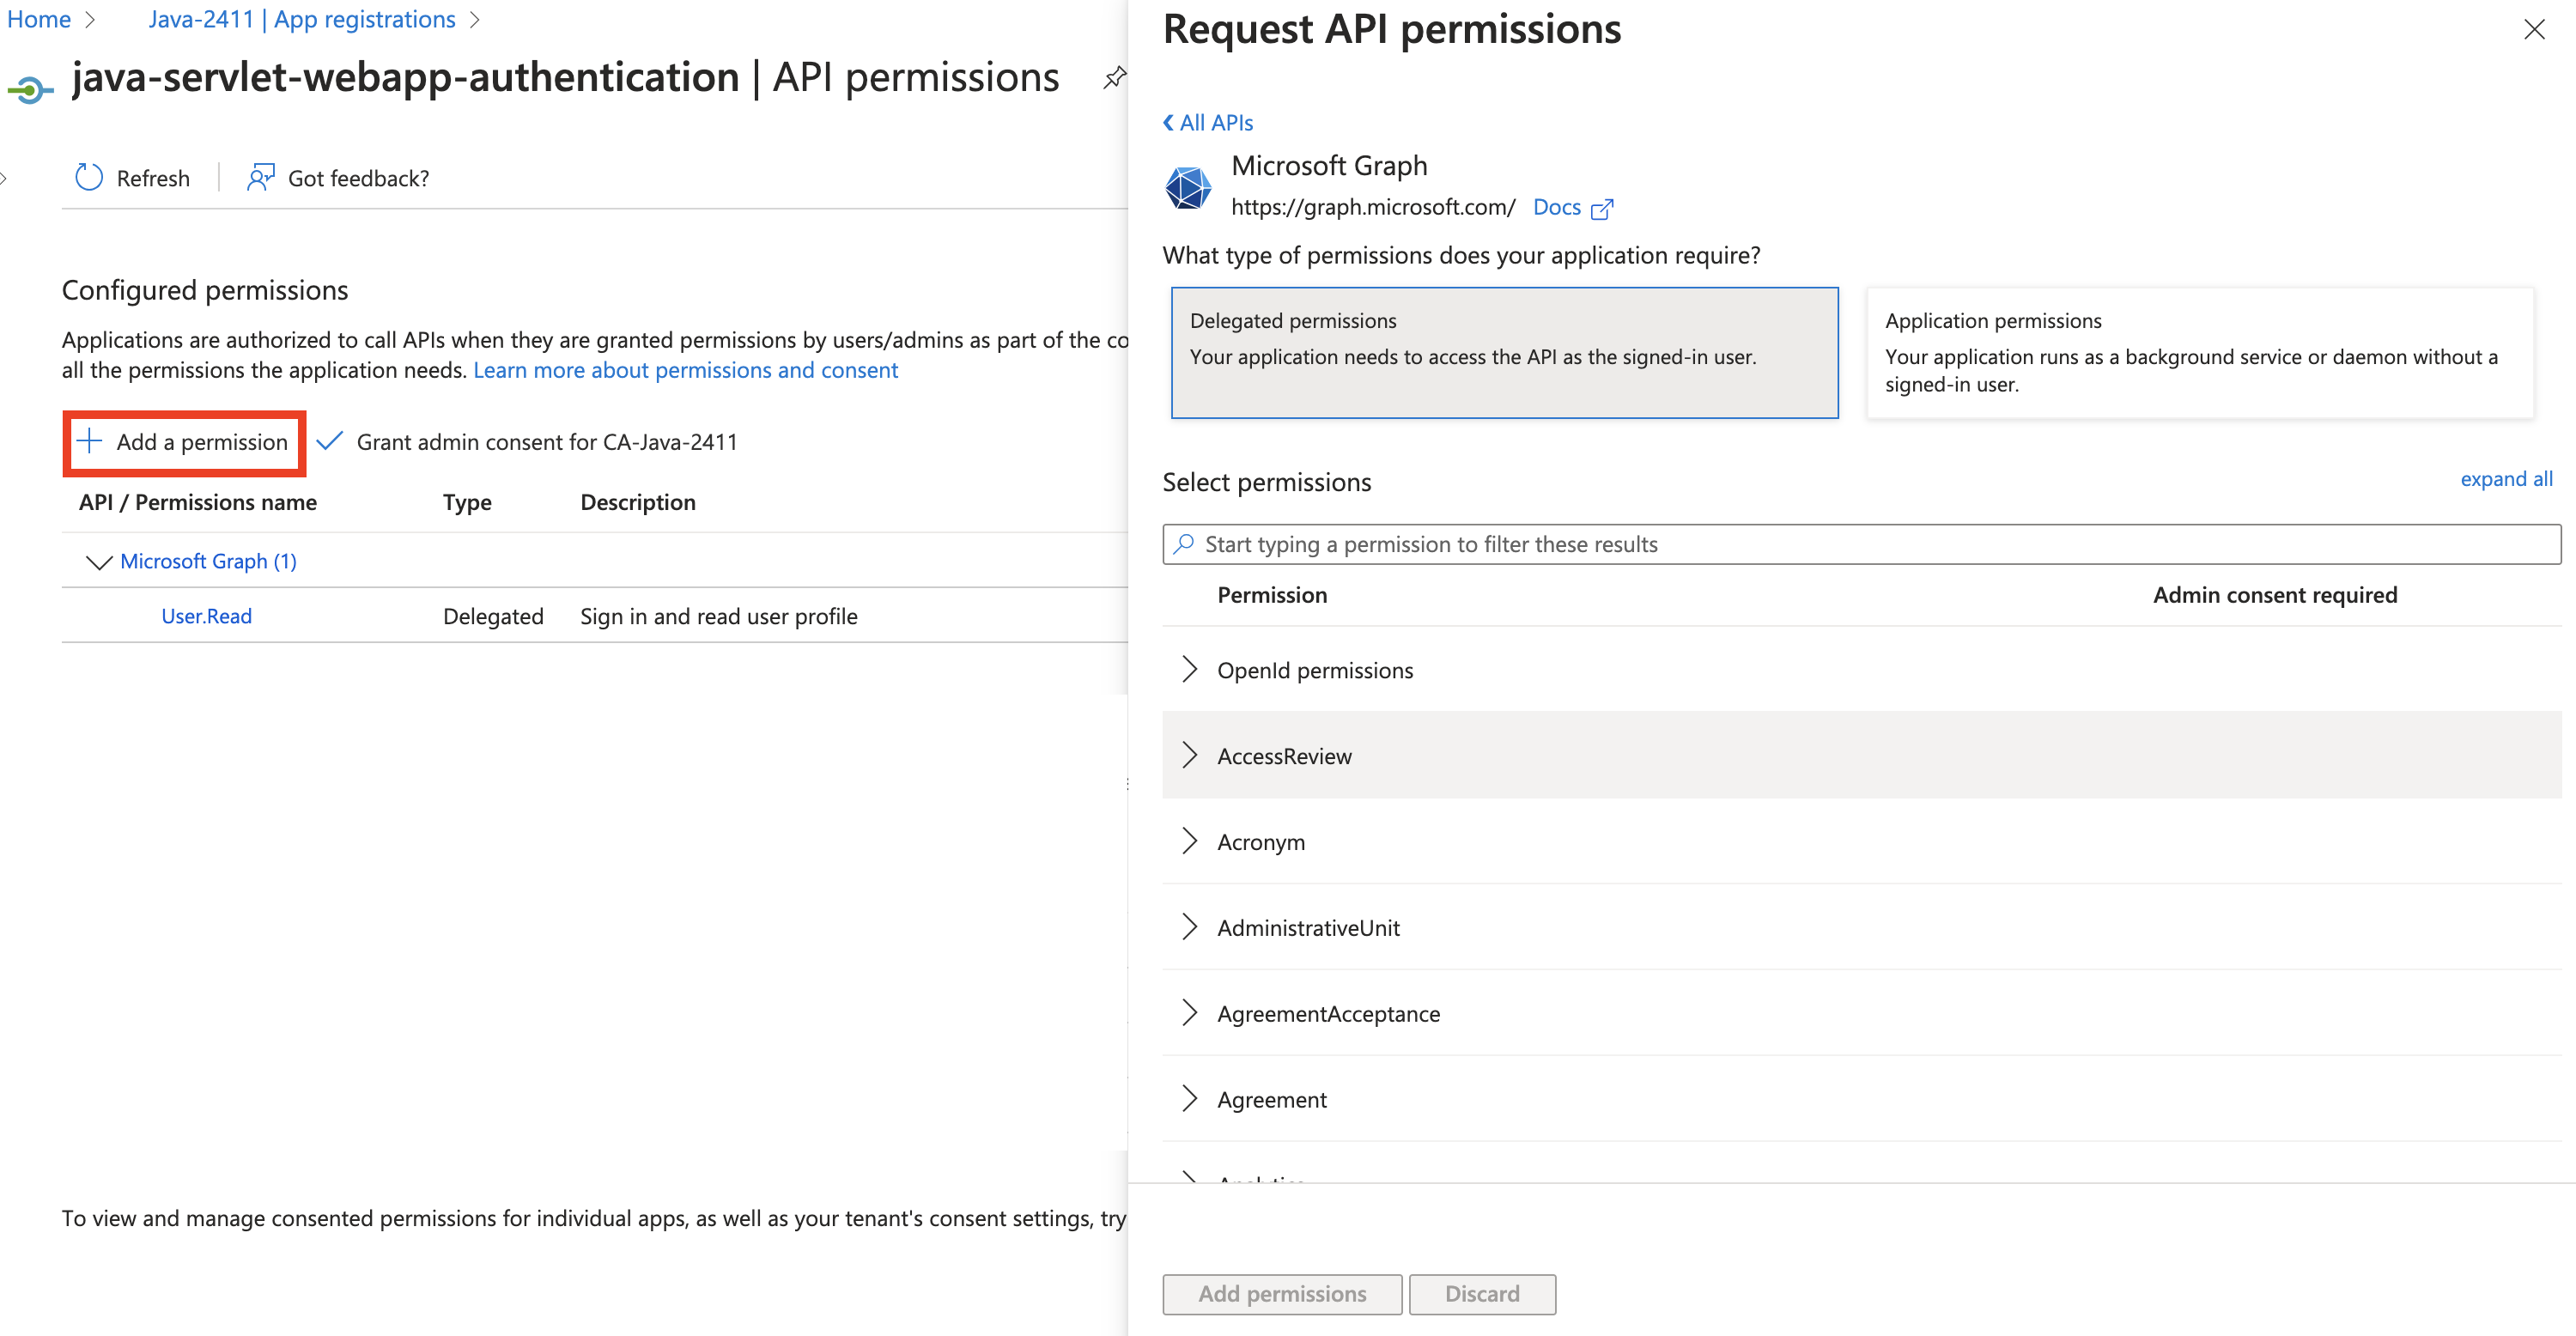 Home
Java-2411 | App registrations
java-servlet-webapp-authentication | API permissions
Refresh
Got feedback?
Configured permissions
Applications are authorized to call APIs when they are granted permissions by users/admins as part of the co
all the permissions the application needs. Learn more about permissions and consent
Add a permission
Grant admin consent for CA-Java-2411
API / Permissions name Type Description
Microsoft Graph (1)
User.Read Delegated Sign in and read user profile
To view and manage consented permissions for individual apps, as well as your tenant's consent settings, try
Request API permissions
All APIs
Microsoft Graph
https://graph.microsoft.com/ Docs
What type of permissions does your application require?
Delegated permissions
Your application needs to access the API as the signed-in user.
Application permissions
Your application runs as a background service or daemon without a
signed-in user.
Select permissions
expand all
Start typing a permission to filter these results
Permission Admin consent required
OpenId permissions
AccessReview
Acronym
AdministrativeUnit
AgreementAcceptance
Agreement
Add permissions
Discard